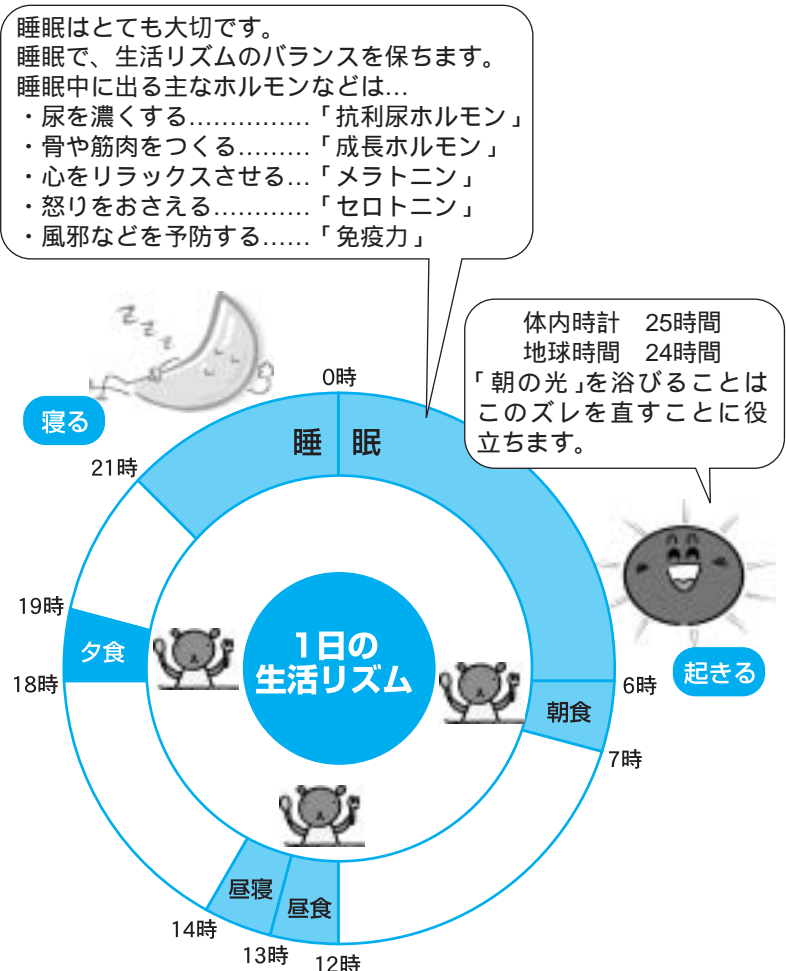 睡眠はとても大切です。
睡眠で、生活リズムのバランスを保ちます。
睡眠中に出る主なホルモンなどは…
・尿を濃くする……………「抗利尿ホルモン」
・骨や筋肉をつくる………「成長ホルモン」
・心をリラックスさせる…「メラトニン」
・怒りをおさえる…………「セロトニン」
・風邪などを予防する……「免疫力」
体内時計　25時間
地球時間　24時間
「朝の光」を浴びることは
このズレを直すことに役
立ちます。
zzzz
0時
寝る
睡眠
21時
19時
夕食
18時
1日の
生活リズム
6時
起きる
朝食
7時
昼寝
昼食
14時
13時
12時